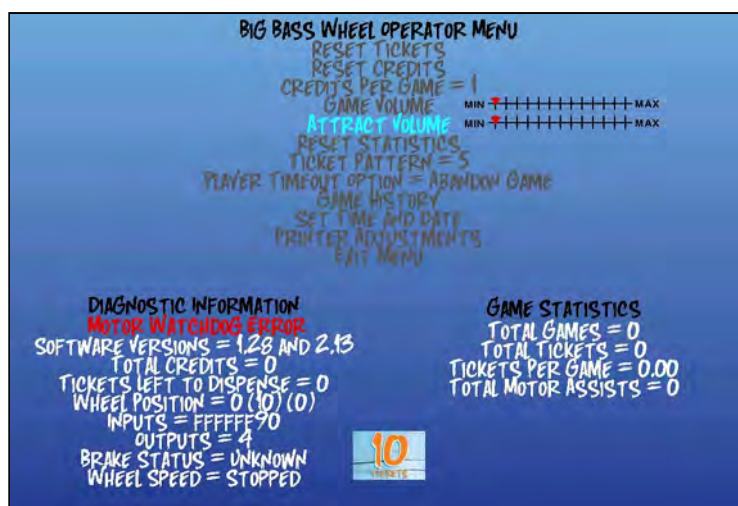 BIG BASS WHEEL OPERATOR MENU
RESET TICKETS
RESET CREDITS
CREDITS PER GAME = 1
GAME VOLUME MIN MAX
ATTRACT VOLUME MIN MAX
RESET STATISTICS
TICKET PATTERN = 5
PLAYER TIMEOUT OPTION = ABANDON GAME
GAME HISTORY
SET TIME AND DATE
PRINTER ADJUSTMENTS
EXIT MENU
DIAGNOSTIC INFORMATION
MOTOR WATCHDOG ERROR
SOFTWARE VERSIONS = 1.28 AND 2.13
TOTAL CREDITS = 0
TICKETS LEFT TO DISPENSE = 0
WHEEL POSITION = 0 (10) (0)
INPUTS = FFFFFF90
OUTPUTS = 4
BRAKE STATUS = UNKNOWN
WHEEL SPEED = STOPPED
GAME STATISTICS
TOTAL GAMES = 0
TOTAL TICKETS = 0
TICKETS PER GAME = 0.00
TOTAL MOTOR ASSISTS = 0
10
TICKETS